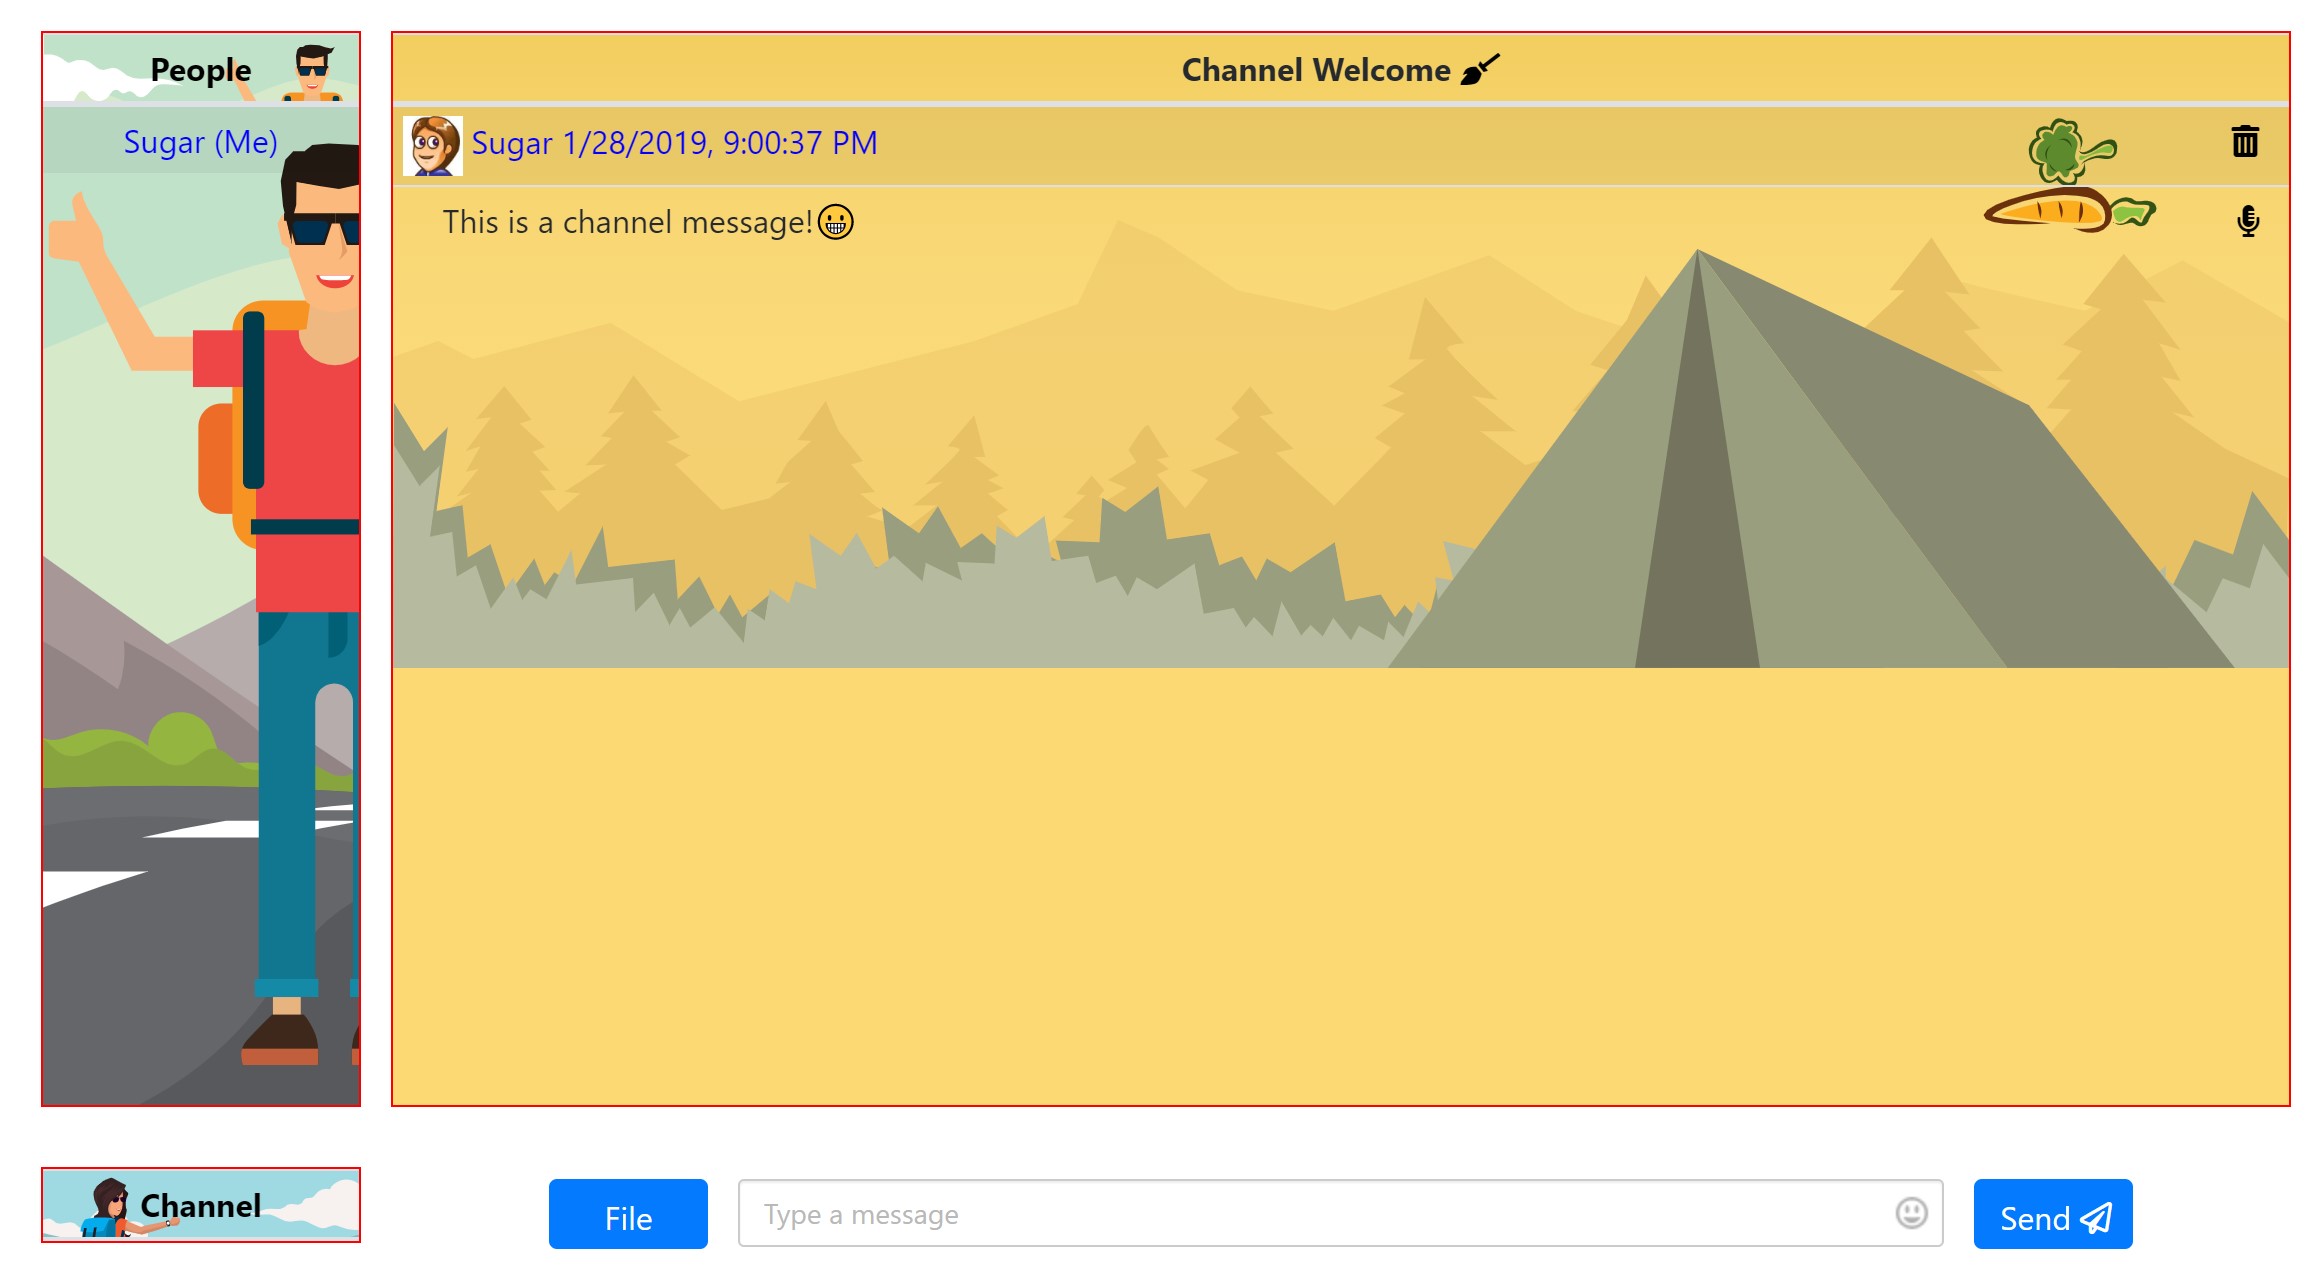 People
Sugar (Me)
Channel Welcome
Sugar 1/28/2019, 9:00:37 PM
This is a channel message!😀
Channel
File
Type a message
Send